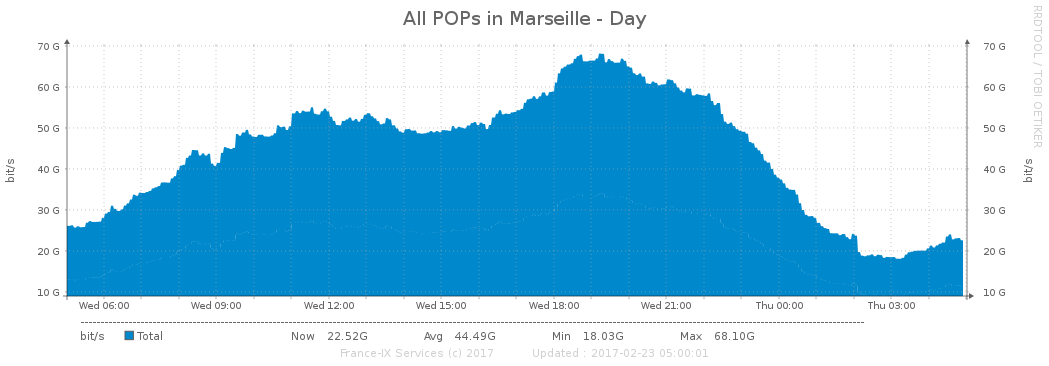 All POPs in Marseille - Day
RRDTOOL / TOBI OETIKER
bit/s
70 G 70 G
60 G 60 G
50 G 50 G
40 G 40 G
30 G 30 G
20 G 20 G
10 G 10 G
bit/s
Wed 06:00 Wed 09:00 Wed 12:00 Wed 15:00 Wed 18:00 Wed 21:00 Thu 00:00 Thu 03:00
bit/s Total Now 22.52G Avg 44.49G Min 18.03G Max 68.10G
France-IX Services (c) 2017 Updated : 2017-02-23 05:00:01